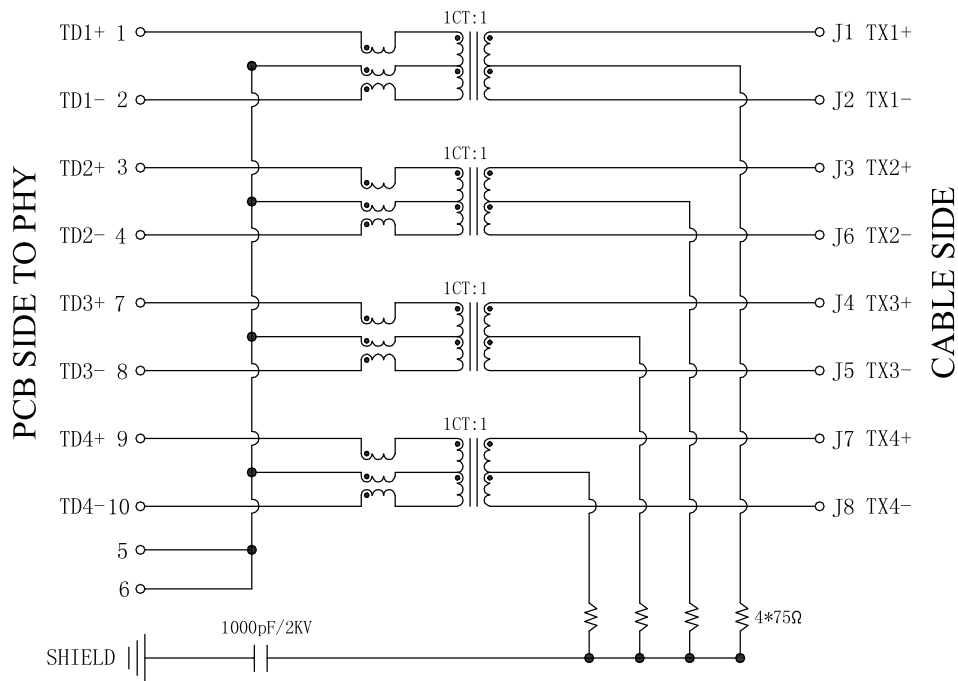 1CT:1
TD1+ 1
J1 TX1+
TD1- 2
J2 TX1-
1CT:1
TD2+ 3
J3 TX2+
TD2- 4
J6 TX2-
1CT:1
TD3+ 7
J4 TX3+
TD3- 8
J5 TX3-
1CT:1
TD4+ 9
J7 TX4+
TD4-10
J8 TX4-
5
6
4*75Ω
1000pF/2KV
SHIELD
PCB SIDE TO PHY
CABLE SIDE